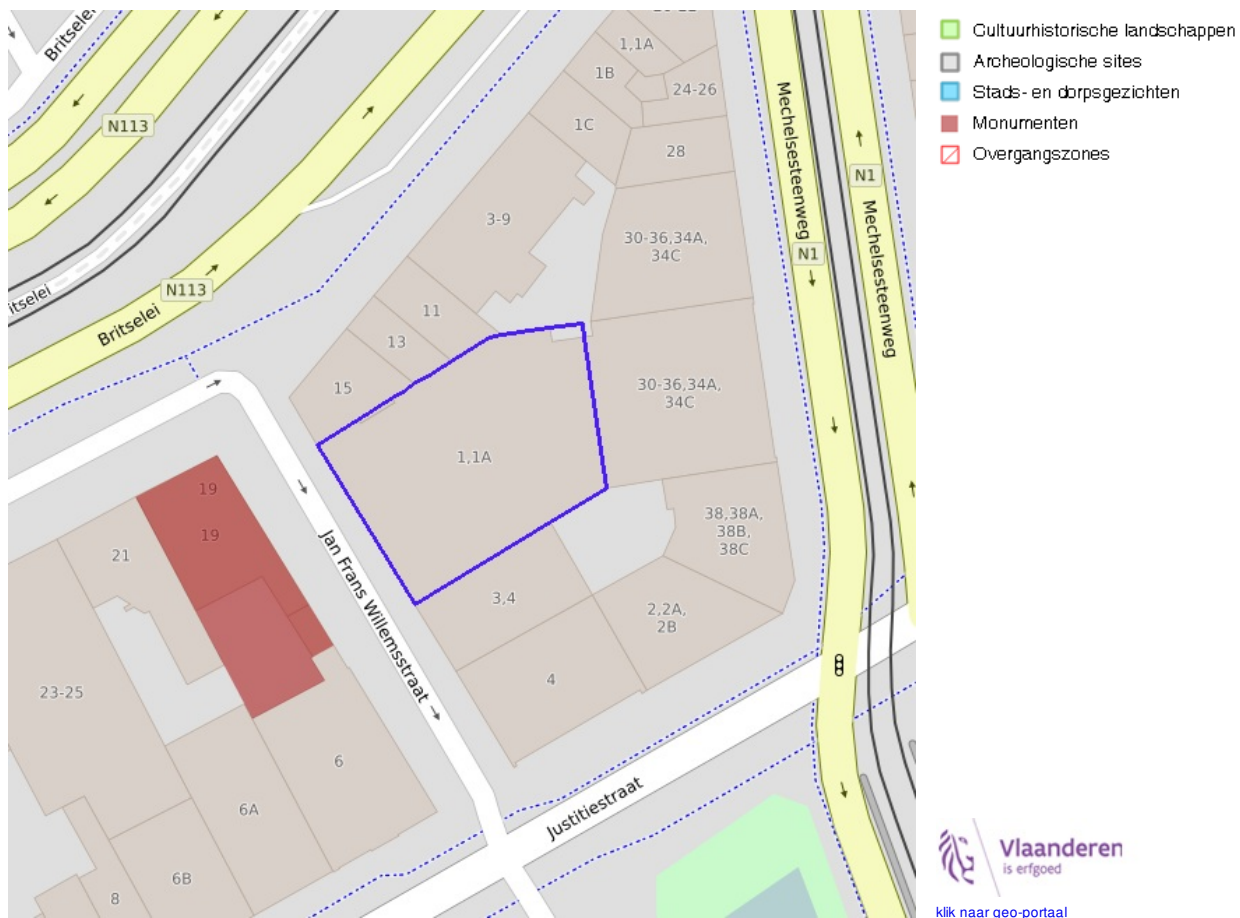 Britselei
N113
N113
Britselei
itselei
1,1A
1B
24-26
1C
28
3-9
30-36,34A,
34C
11
13
15
30-36,34A,
34C
1,1A
38,38A,
38B,
38C
3,4
2,2A,
2B
4
19
19
21
23-25
6
6A
6B
8
Mechelsesteenweg
N1
N1
Mechelsesteenweg
Jan Frans Willemsstraat
Justitiestraat
Cultuurhistorische landschappen
Archeologische sites
Stads- en dorpsgezichten
Monumenten
Overgangszones
Vlaanderen
is erfgoed
klik naar geo-portaal